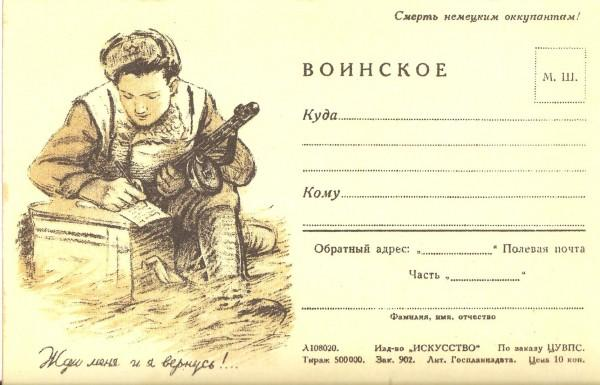 Смерть немецким оккупантам!
ВОИНСКОЕ
М. Ш.
Куда
Кому
Обратный адрес: „ “ Полевая почта
Часть „ “
Фамилия, имя, отчество
А108020. Изд-во „ИСКУССТВО“ По заказу ЦУВПС.
Тираж 500000. Зак. 902. Лит. Госпланиздата. Цена 10 коп.
Жди меня и я вернусь!...